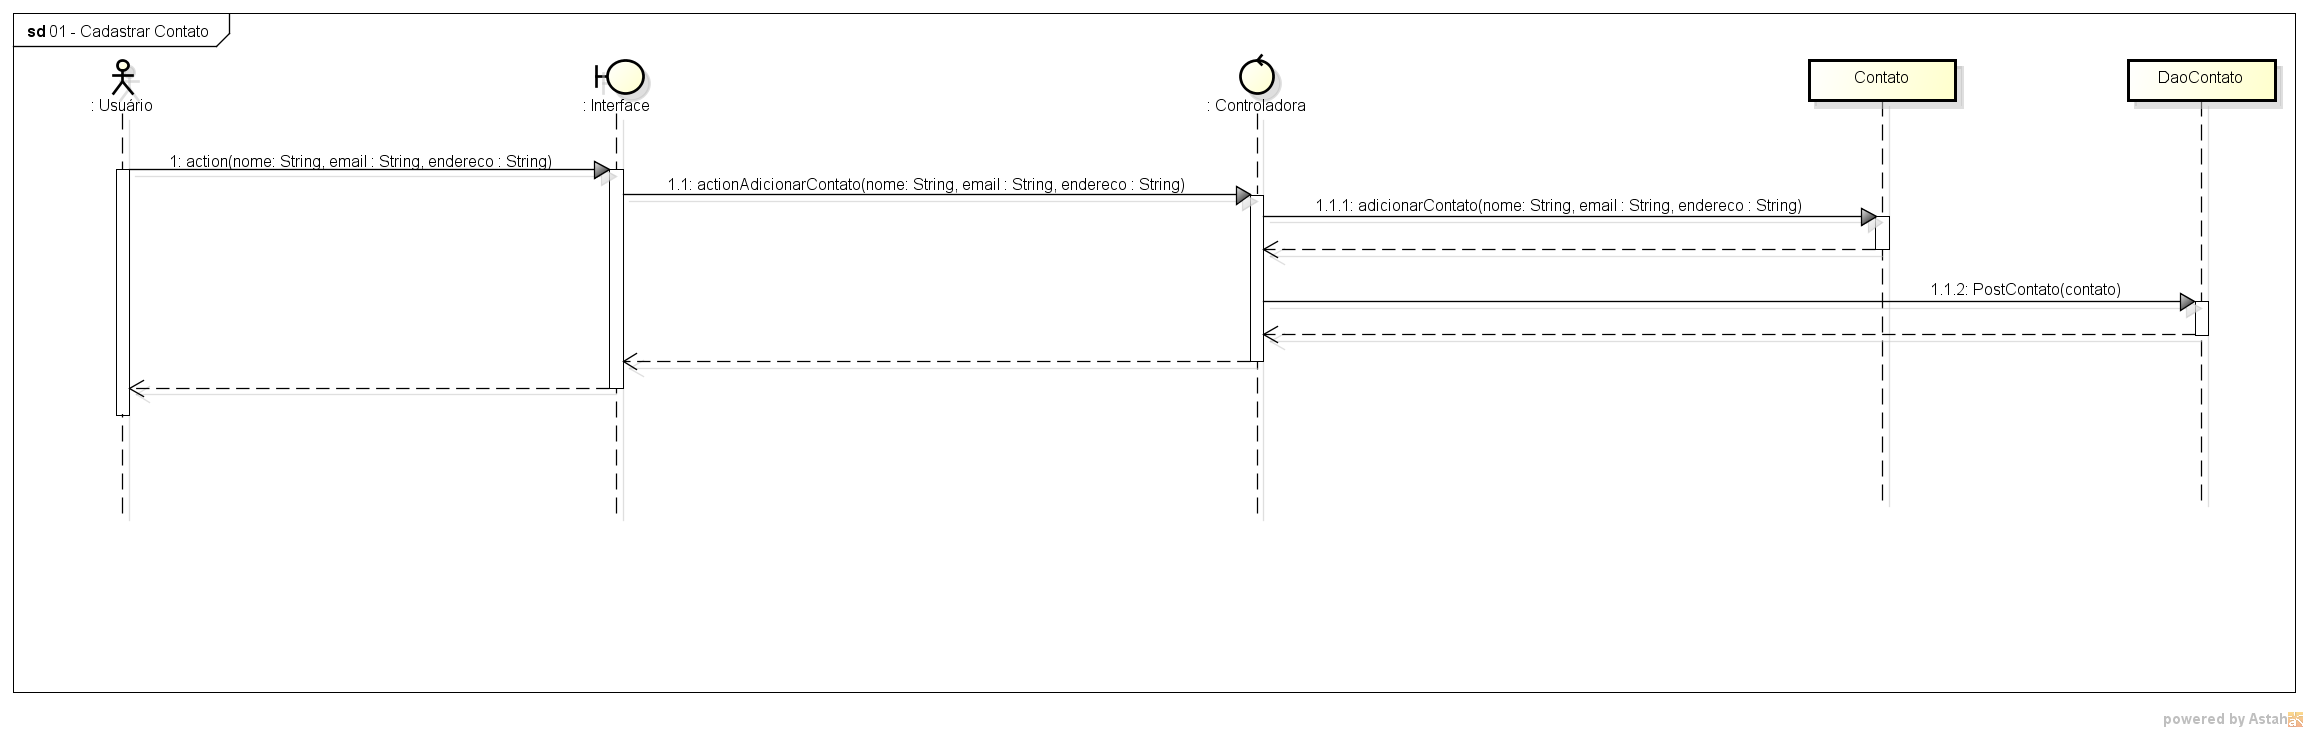 sd 01 - Cadastrar Contato
: Usuário
: Interface
: Controladora
Contato
DaoContato
1: action(nome: String, email : String, endereco : String)
1.1: actionAdicionarContato(nome: String, email : String, endereco : String)
1.1.1: adicionarContato(nome: String, email : String, endereco : String)
1.1.2: PostContato(contato)
powered by Astah